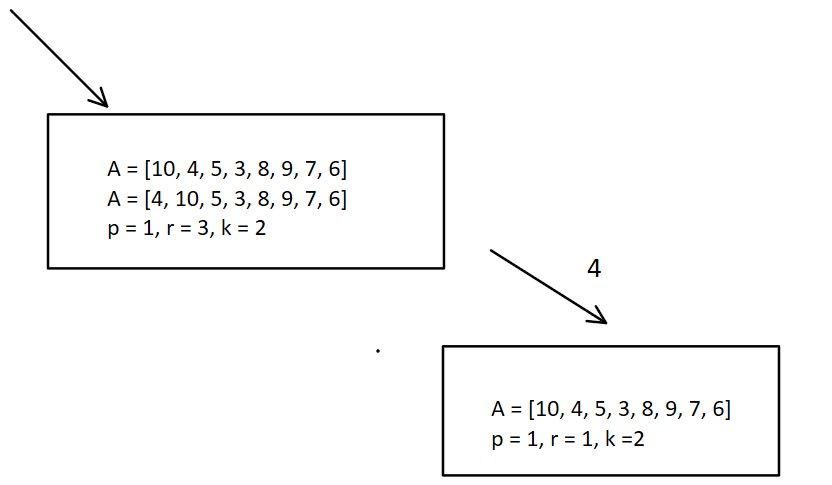 A = [10, 4, 5, 3, 8, 9, 7, 6]
A = [4, 10, 5, 3, 8, 9, 7, 6]
p = 1, r = 3, k = 2
4
A = [10, 4, 5, 3, 8, 9, 7, 6]
p = 1, r = 1, k =2